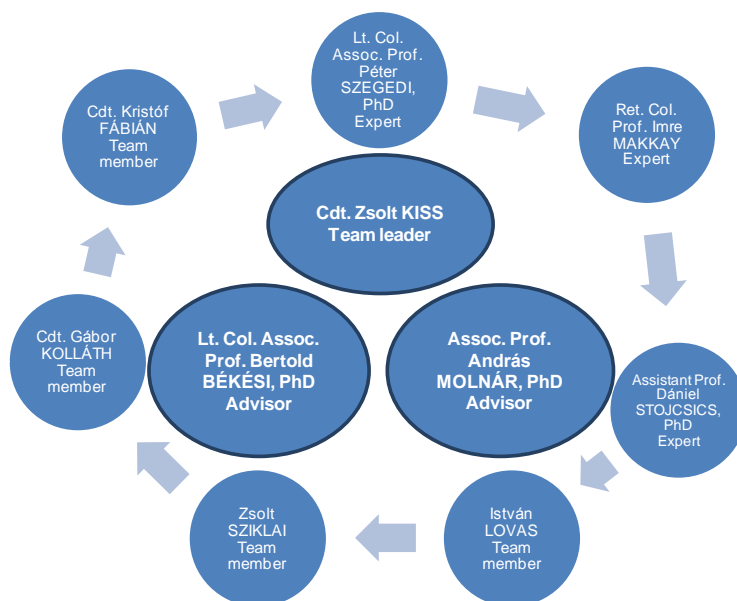 Lt. Col.
Assoc. Prof.
Péter
SZEGEDI,
PhD
Expert
Ret. Col.
Prof. Imre
MAKKAY
Expert
Cdt. Kristóf
FÁBIÁN
Team
member
Cdt. Zsolt KISS
Team leader
Cdt. Gábor
KOLLÁTH
Team
member
Lt. Col. Assoc.
Prof. Bertold
BÉKÉSI, PhD
Advisor
Assoc. Prof.
András
MOLNÁR, PhD
Advisor
Assistant Prof.
Dániel
STOJCSICS,
PhD
Expert
Zsolt
SZIKLAI
Team
member
István
LOVAS
Team
member